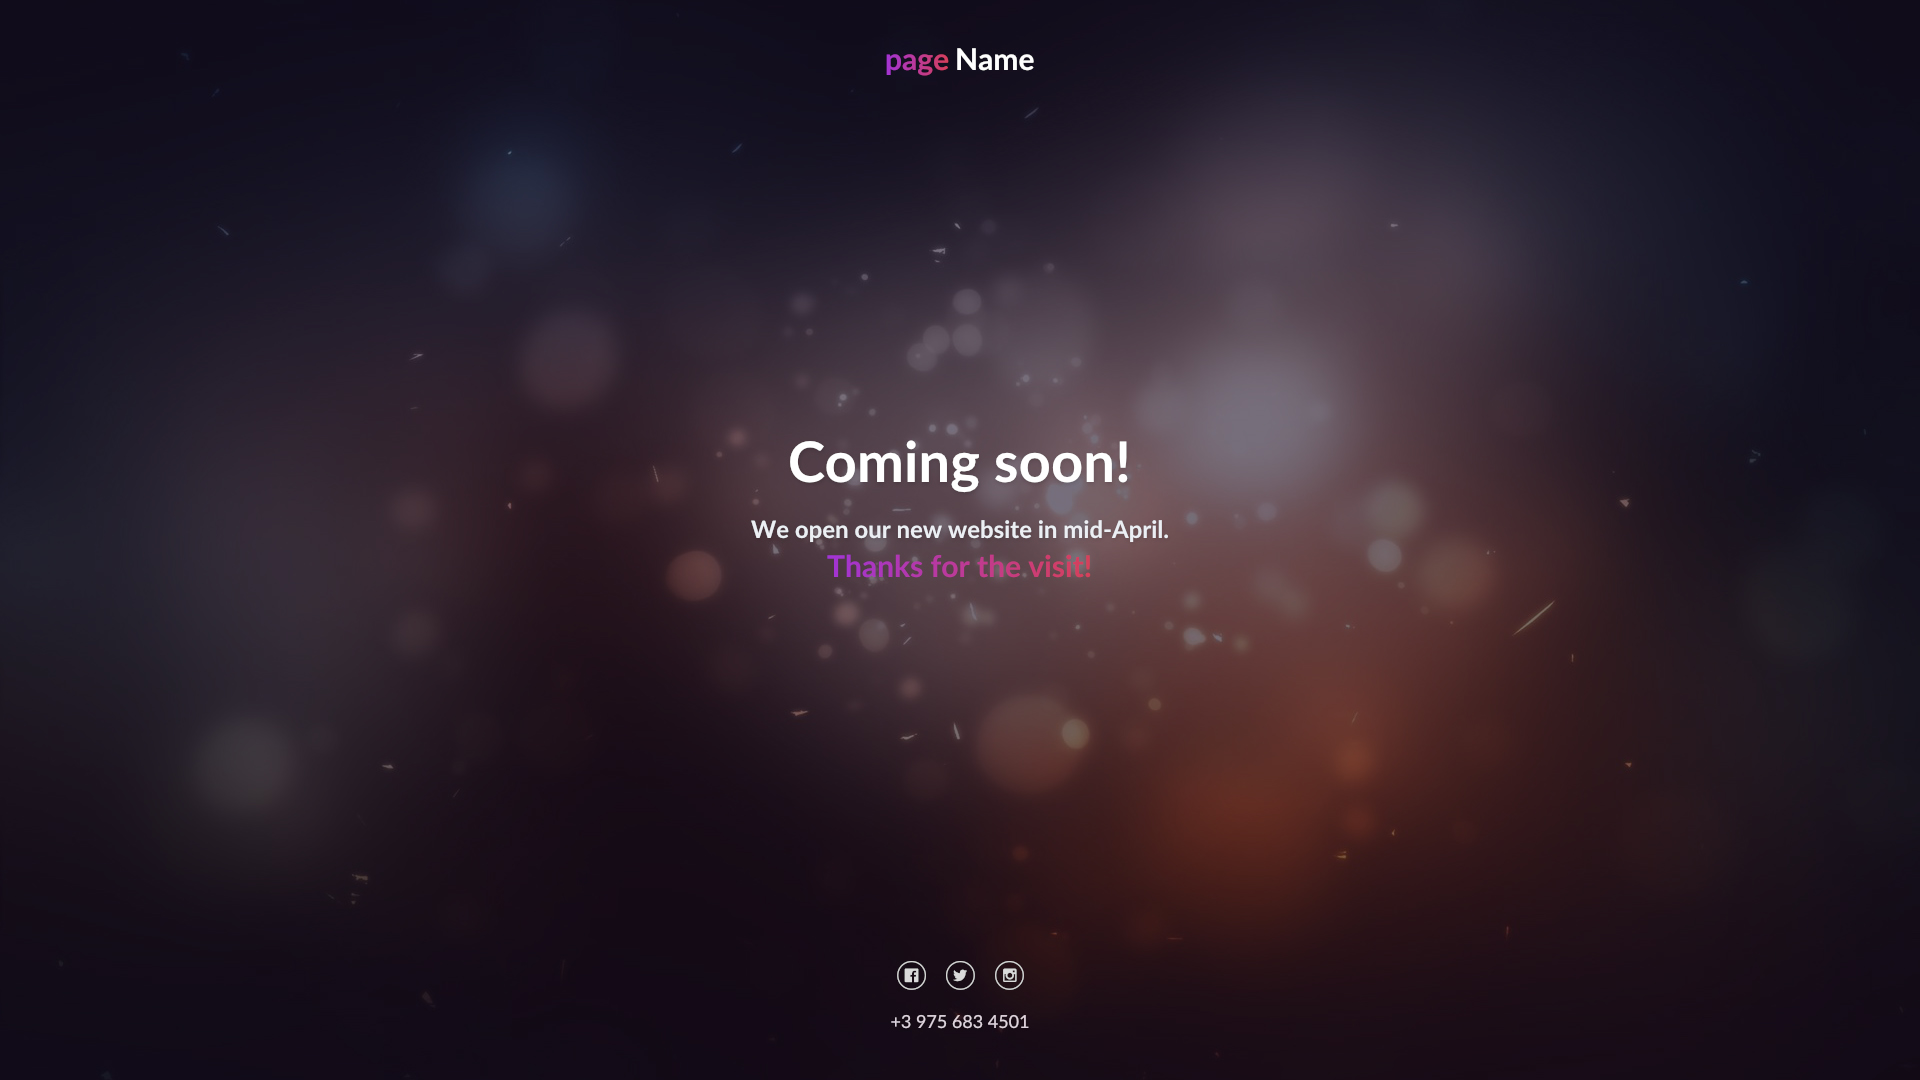 page Name
Coming soon!
We open our new website in mid-April.
Thanks for the visit!
+3 975 683 4501